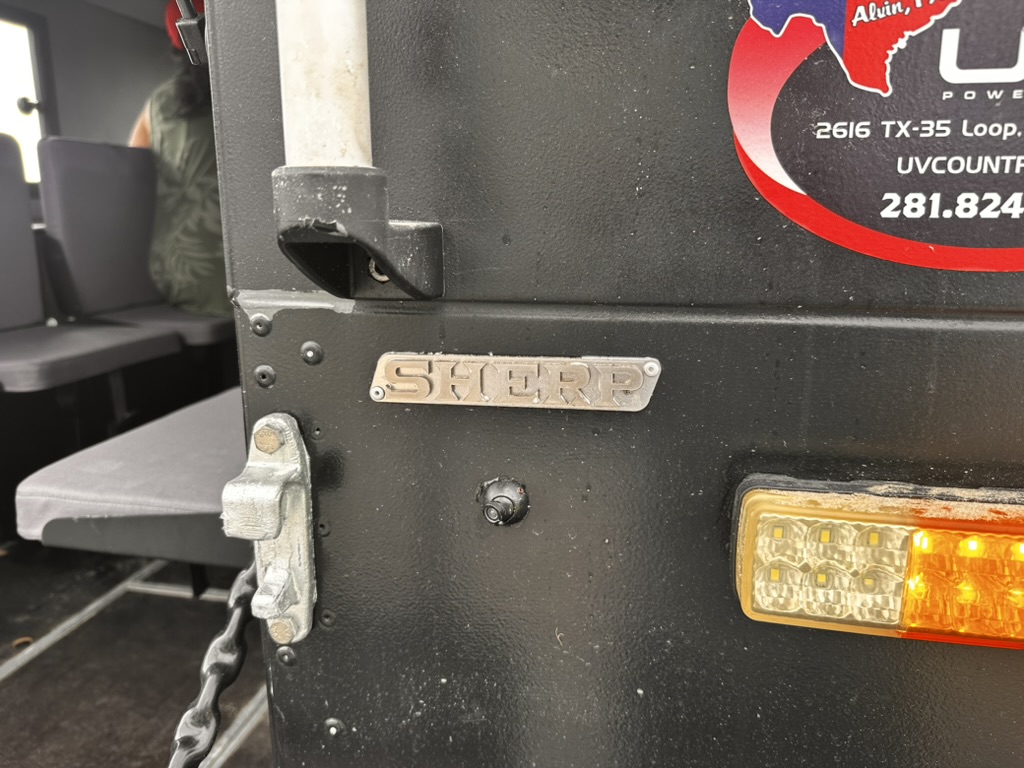 Alvin,
POWE
2616 TX-35 Loop.
UVCOUNTR
281.824
SHERP